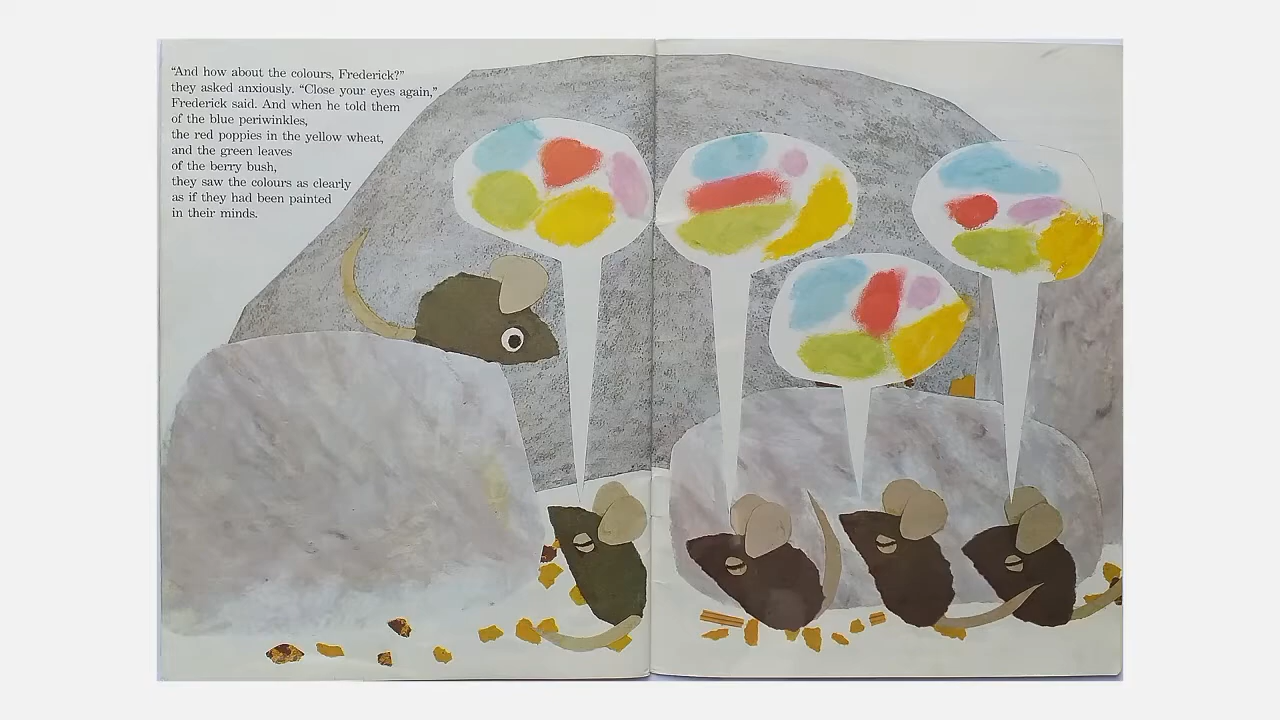 “And how about the colours, Frederick?”
they asked anxiously. “Close your eyes again,”
Frederick said. And when he told them
of the blue periwinkles,
the red poppies in the yellow wheat,
and the green leaves
of the berry bush,
they saw the colours as clearly
as if they had been painted
in their minds.